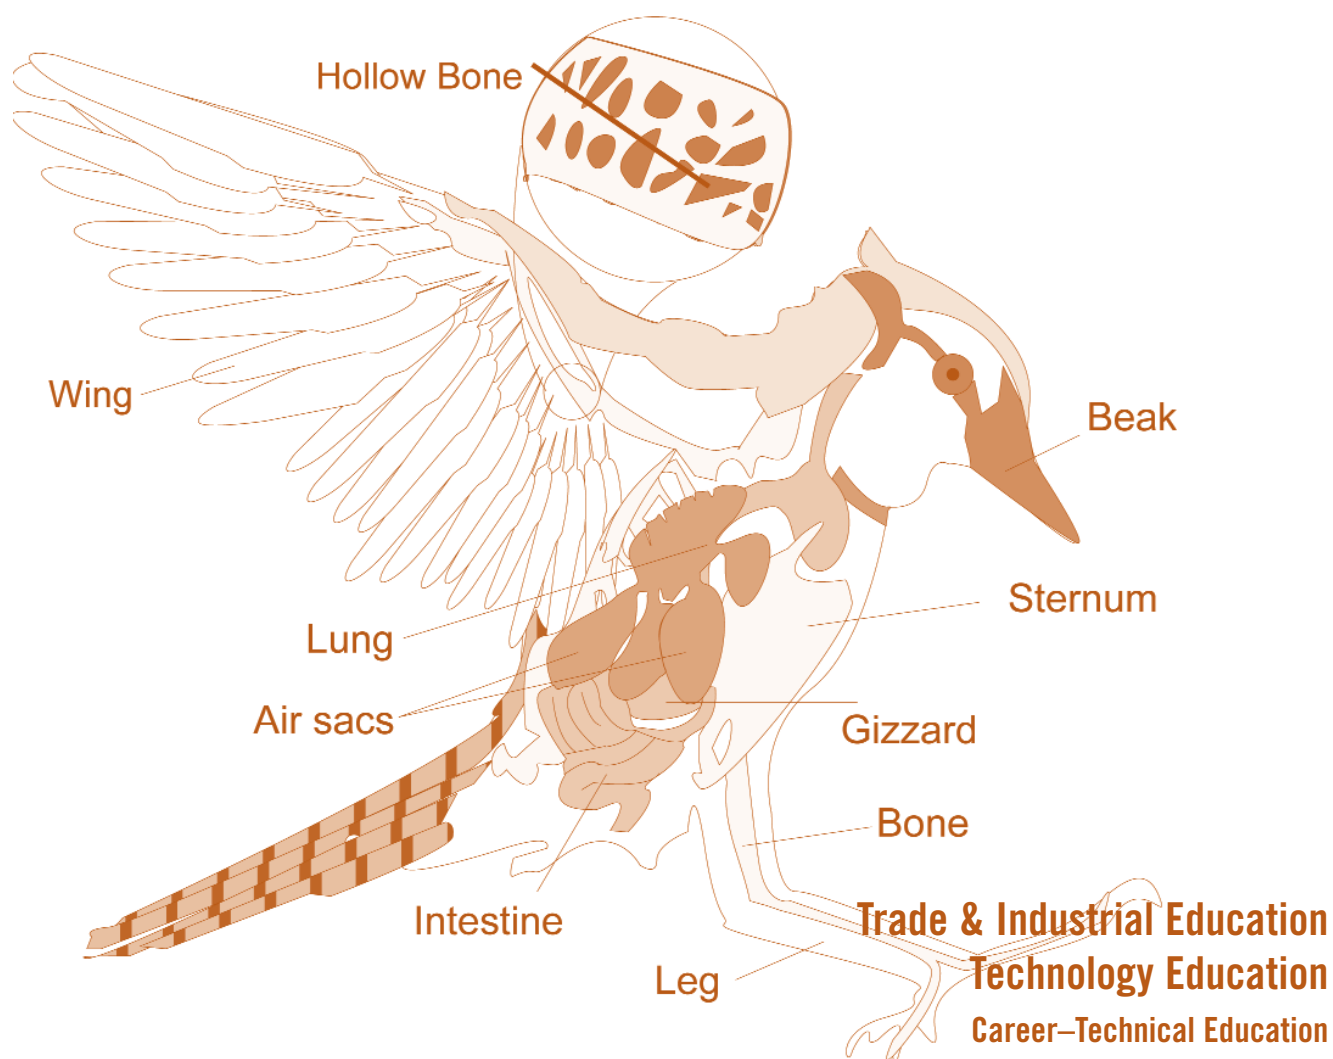 Hollow Bone
Wing
Beak
Sternum
Lung
Air sacs
Gizzard
Bone
Intestine
Leg
Trade & Industrial Education
Technology Education
Career–Technical Education